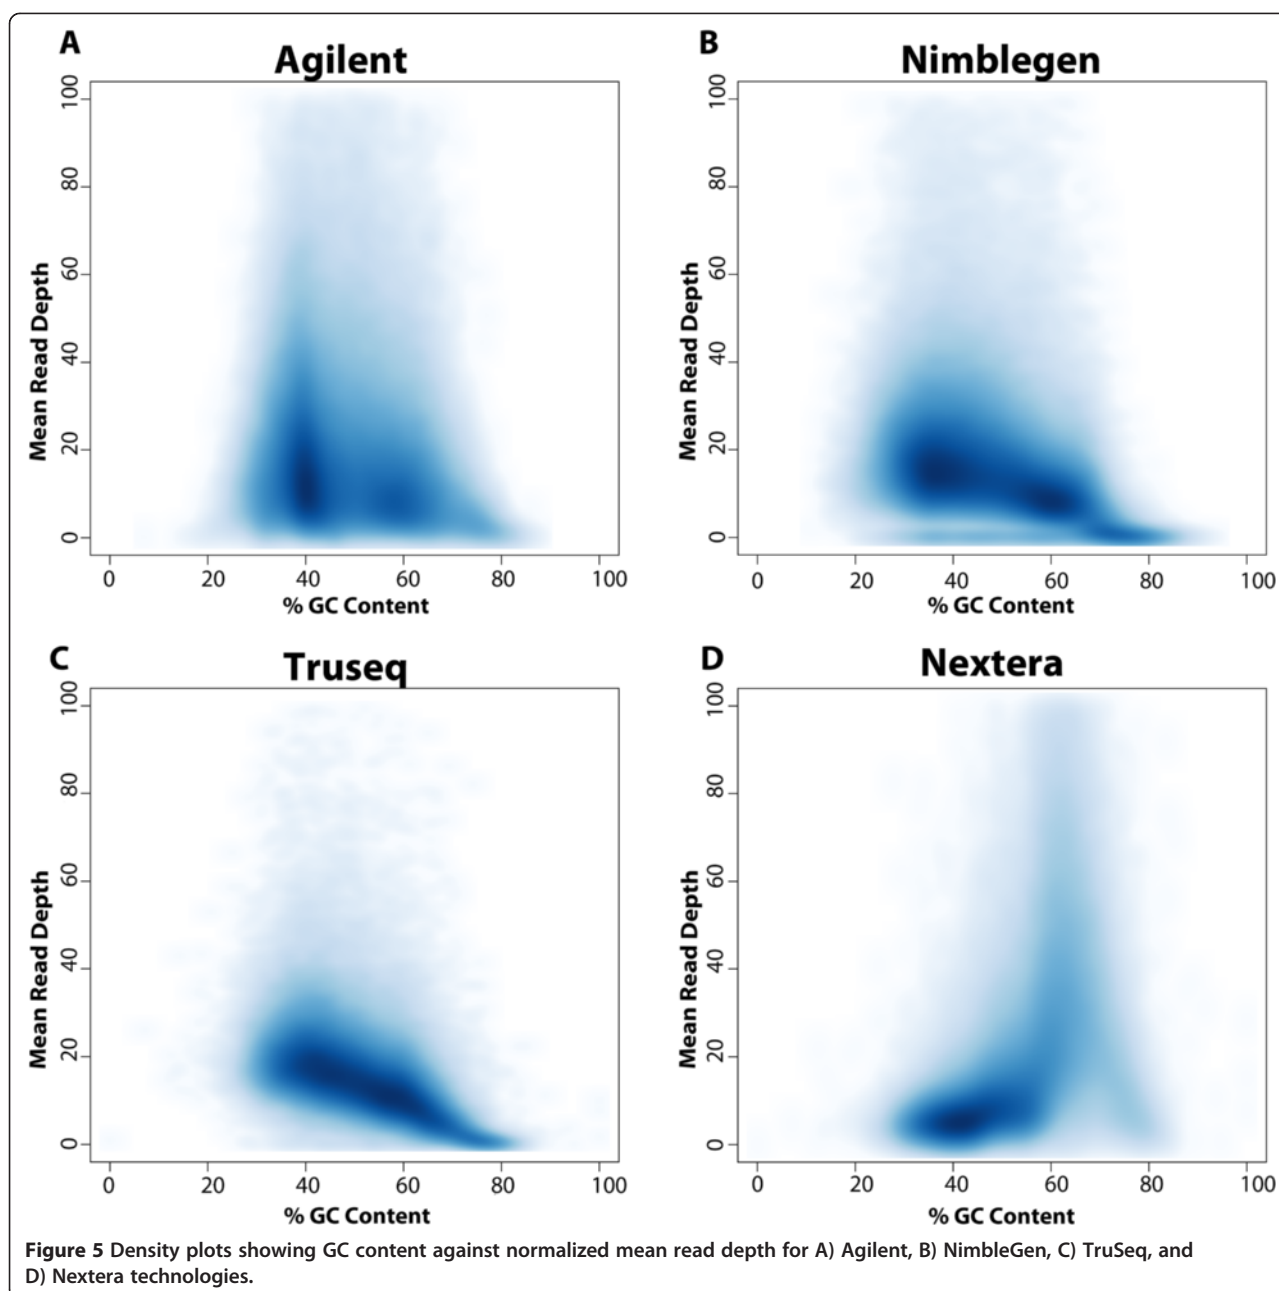 A
Agilent
100
80
60
40
20
0
Mean Read Depth
0 20 40 60 80 100
% GC Content
B
Nimblegen
100
80
60
40
20
0
Mean Read Depth
0 20 40 60 80 100
% GC Content
C
Truseq
100
80
60
40
20
0
Mean Read Depth
0 20 40 60 80 100
% GC Content
D
Nextera
100
80
60
40
20
0
Mean Read Depth
0 20 40 60 80 100
% GC Content
Figure 5 Density plots showing GC content against normalized mean read depth for A) Agilent, B) NimbleGen, C) TruSeq, and
D) Nextera technologies.